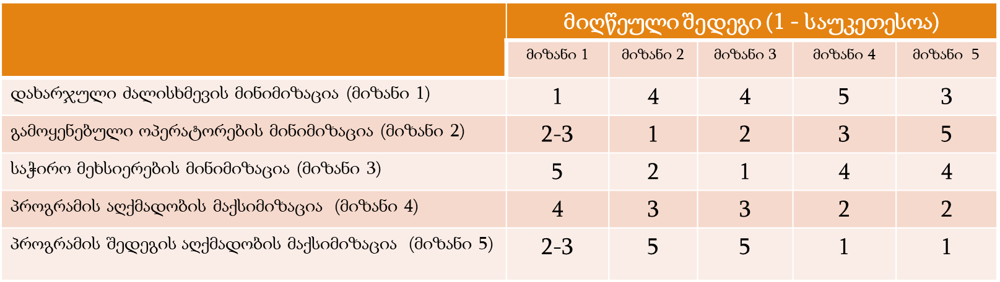 მიღწეული შედეგი (1 - საუკეთესოა)
მიზანი 1 მიზანი 2 მიზანი 3 მიზანი 4 მიზანი 5
დახარჯული ძალისხმევის მინიმიზაცია (მიზანი 1) 1 4 4 5 3
გამოყენებული ოპერატორების მინიმიზაცია (მიზანი 2) 2-3 1 2 3 5
საჭირო მეხსიერების მინიმიზაცია (მიზანი 3) 5 2 1 4 4
პროგრამის აღქმადობის მაქსიმიზაცია (მიზანი 4) 4 3 3 2 2
პროგრამის შედეგის აღქმადობის მაქსიმიზაცია (მიზანი 5) 2-3 5 5 1 1